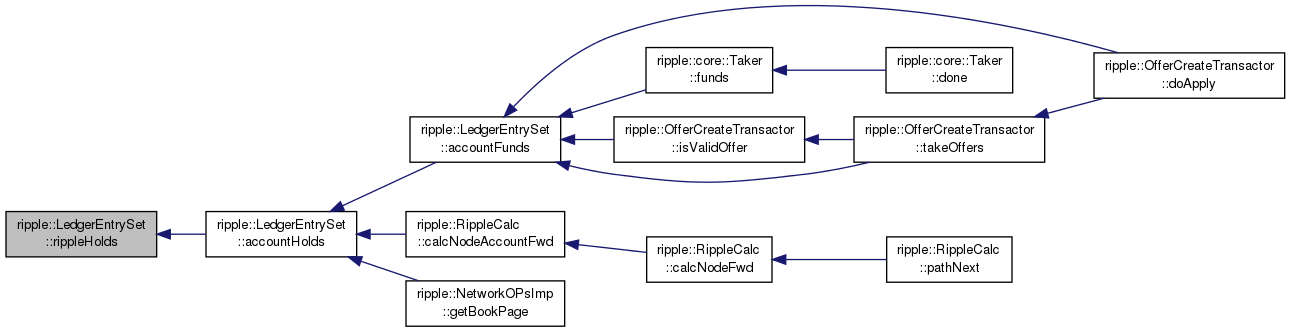 ripple::LedgerEntrySet
::rippleHolds
ripple::LedgerEntrySet
::accountHolds
ripple::LedgerEntrySet
::accountFunds
ripple::core::Taker
::funds
ripple::core::Taker
::done
ripple::OfferCreateTransactor
::doApply
ripple::OfferCreateTransactor
::isValidOffer
ripple::OfferCreateTransactor
::takeOffers
ripple::RippleCalc
::calcNodeAccountFwd
ripple::RippleCalc
::calcNodeFwd
ripple::RippleCalc
::pathNext
ripple::NetworkOPsImp
::getBookPage